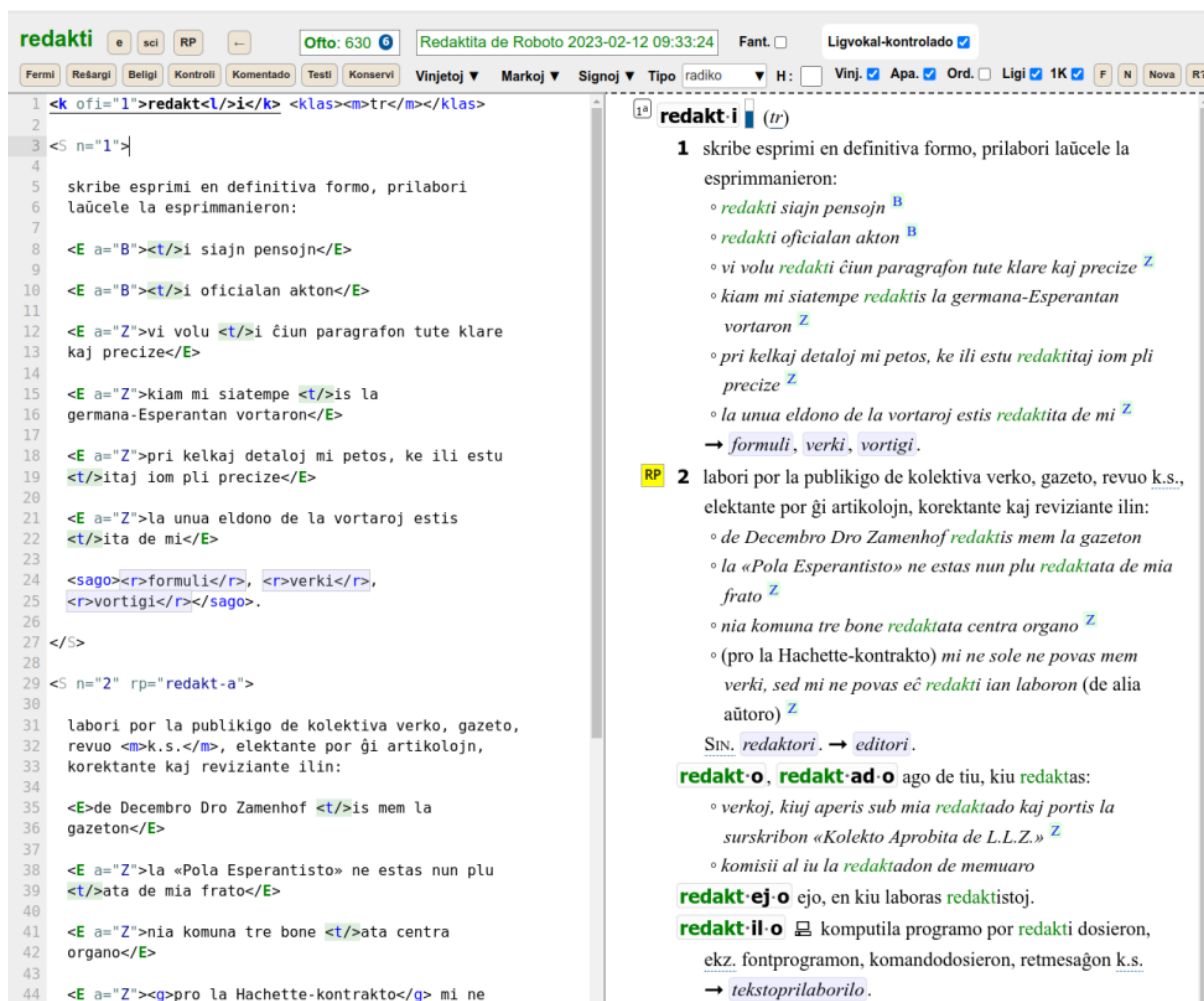 redakti e sci RP ← Ofto: 630 6 Redaktita de Roboto 2023-02-12 09:33:24 Fant. Ligvokal-kontrolado
Fermi Reŝargi Beligi Kontroli Komentado Testi Konservi Vinjetoj ▼ Markoj ▼ Signoj ▼ Tipo radiko ▼ H: Vinj. Apa. Ord. Ligi 1K F N Nova R?
1 <k ofi="1">redakt<l/>i</k> <klas><m>tr</m></klas>
2
3 <S n="1">
4
5 skribe esprimi en definitiva formo, prilabori
6 laŭcele la esprimmanieron:
7
8 <E a="B"><t/>i siajn pensojn</E>
9
10 <E a="B"><t/>i oficialan akton</E>
11
12 <E a="Z">vi volu <t/>i ĉiun paragrafon tute klare
13 kaj precize</E>
14
15 <E a="Z">kiam mi siatempe <t/>is la
16 germana-Esperantan vortaron</E>
17
18 <E a="Z">pri kelkaj detaloj mi petos, ke ili estu
19 <t/>itaj iom pli precize</E>
20
21 <E a="Z">la unua eldono de la vortaroj estis
22 <t/>ita de mi</E>
23
24 <sago><r>formuli</r>, <r>verki</r>,
25 <r>vortigi</r></sago>.
26
27 </S>
28
29 <S n="2" rp="redakt-a">
30
31 labori por la publikigo de kolektiva verko, gazeto,
32 revuo <m>k.s.</m>, elektante por ĝi artikolojn,
33 korektante kaj reviziante ilin:
34
35 <E>de Decembro Dro Zamenhof <t/>is mem la
36 gazeton</E>
37
38 <E a="Z">la «Pola Esperantisto» ne estas nun plu
39 <t/>ata de mia frato</E>
40
41 <E a="Z">nia komuna tre bone <t/>ata centra
42 organo</E>
43
44 <E a="Z"><g>pro la Hachette-kontrakto</g> mi ne
1ª redakt·i (tr)
1 skribe esprimi en definitiva formo, prilabori laŭcele la
esprimmanieron:
◦ redakti siajn pensojn B
◦ redakti oficialan akton B
◦ vi volu redakti ĉiun paragrafon tute klare kaj precize Z
◦ kiam mi siatempe redaktis la germana-Esperantan
vortaron Z
◦ pri kelkaj detaloj mi petos, ke ili estu redaktitaj iom pli
precize Z
◦ la unua eldono de la vortaroj estis redaktita de mi Z
→ formuli, verki, vortigi.
RP 2 labori por la publikigo de kolektiva verko, gazeto, revuo k.s.,
elektante por ĝi artikolojn, korektante kaj reviziante ilin:
◦ de Decembro Dro Zamenhof redaktis mem la gazeton
◦ la «Pola Esperantisto» ne estas nun plu redaktata de mia
frato Z
◦ nia komuna tre bone redaktata centra organo Z
◦ (pro la Hachette-kontrakto) mi ne sole ne povas mem
verki, sed mi ne povas eĉ redakti ian laboron (de alia
aŭtoro) Z
SIN. redaktori. → editori.
redakt·o, redakt·ad·o ago de tiu, kiu redaktas:
◦ verkoj, kiuj aperis sub mia redaktado kaj portis la
surskribon «Kolekto Aprobita de L.L.Z.» Z
◦ komisii al iu la redaktadon de memuaro
redakt·ej·o ejo, en kiu laboras redaktistoj.
redakt·il·o komputila programo por redakti dosieron,
ekz. fontprogramon, komandodosieron, retmesaĝon k.s.
→ tekstoprilaborilo.